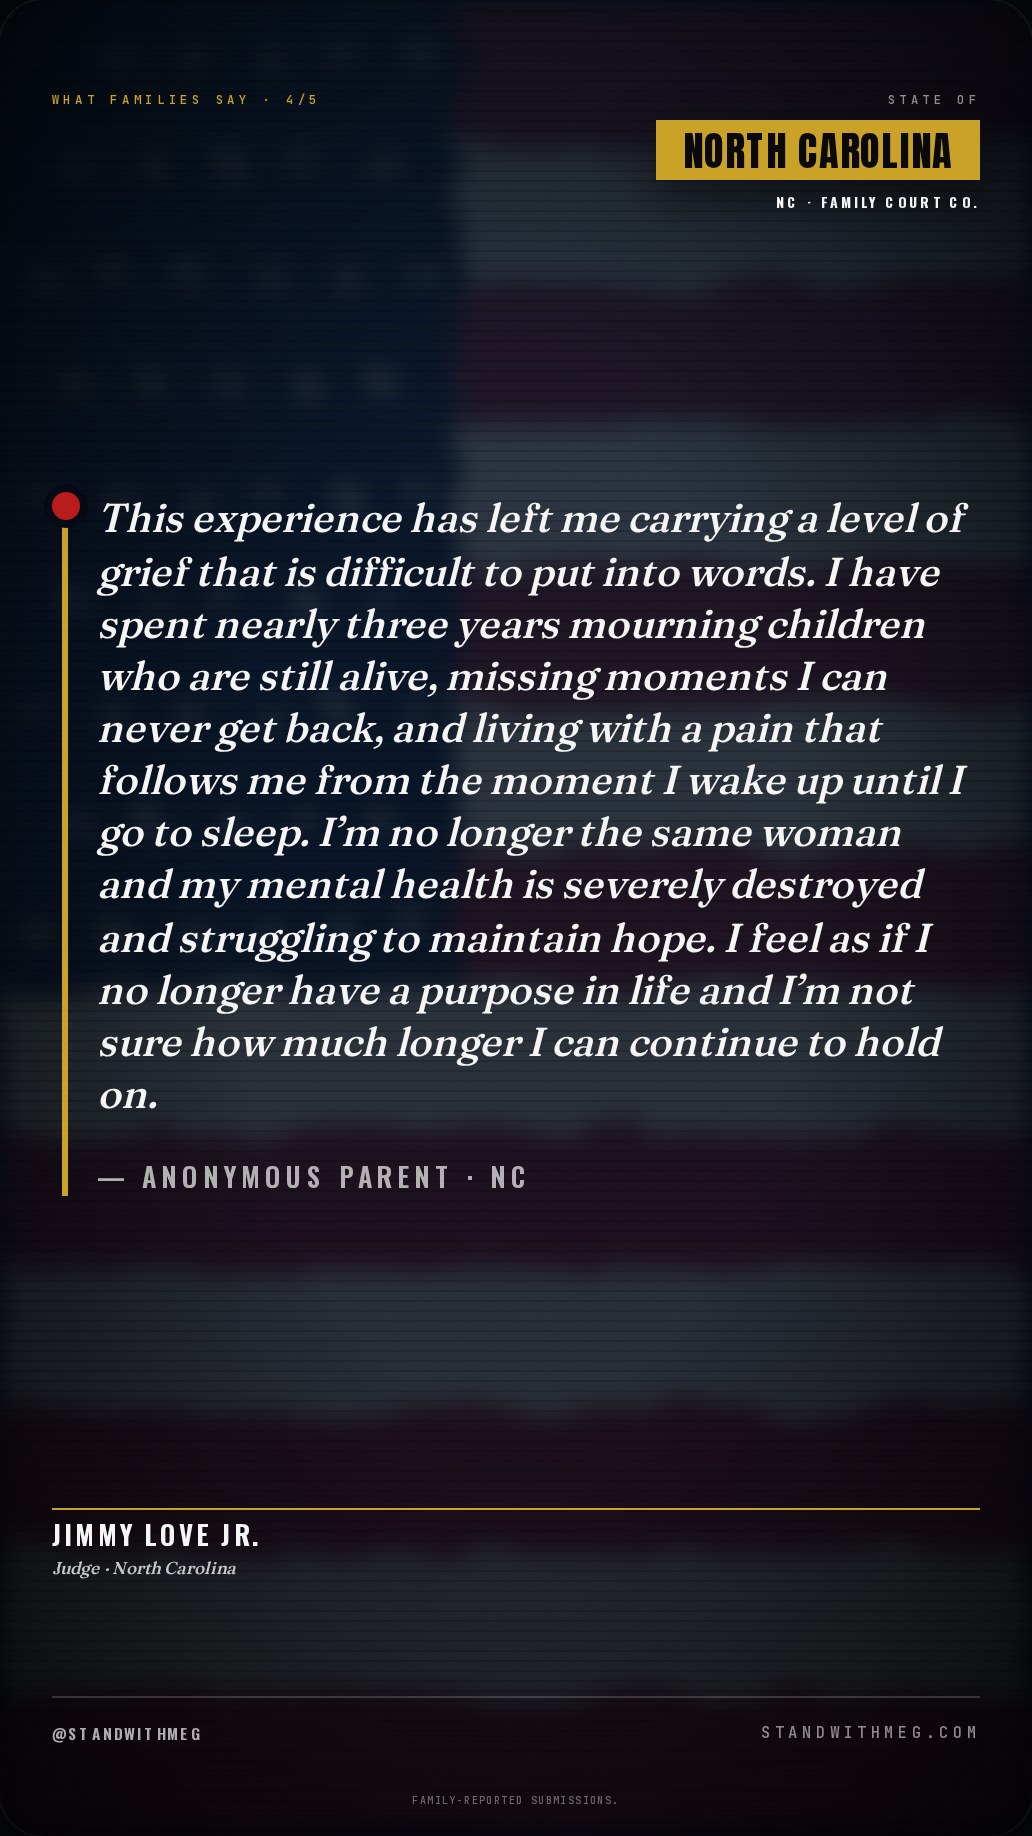 WHAT FAMILIES SAY · 4/5
STATE OF
NORTH CAROLINA
NC · FAMILY COURT CO.
This experience has left me carrying a level of
grief that is difficult to put into words. I have
spent nearly three years mourning children
who are still alive, missing moments I can
never get back, and living with a pain that
follows me from the moment I wake up until I
go to sleep. I’m no longer the same woman
and my mental health is severely destroyed
and struggling to maintain hope. I feel as if I
no longer have a purpose in life and I’m not
sure how much longer I can continue to hold
on.
— ANONYMOUS PARENT · NC
JIMMY LOVE JR.
Judge · North Carolina
@STANDWITHMEG
STANDWITHMEG.COM
FAMILY-REPORTED SUBMISSIONS.